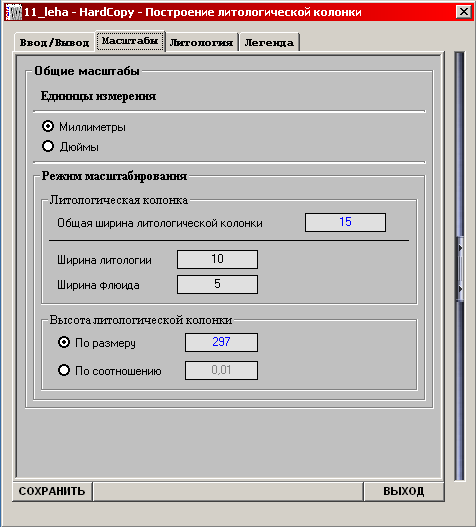 11_leha - HardCopy - Построение литологической колонки
Ввод/Вывод Масштабы Литология Легенда
Общие масштабы
Единицы измерения
Миллиметры
Дюймы
Режим масштабирования
Литологическая колонка
Общая ширина литологической колонки 15
Ширина литологии 10
Ширина флюида 5
Высота литологической колонки
По размеру 297
По соотношению 0,01
СОХРАНИТЬ ВЫХОД